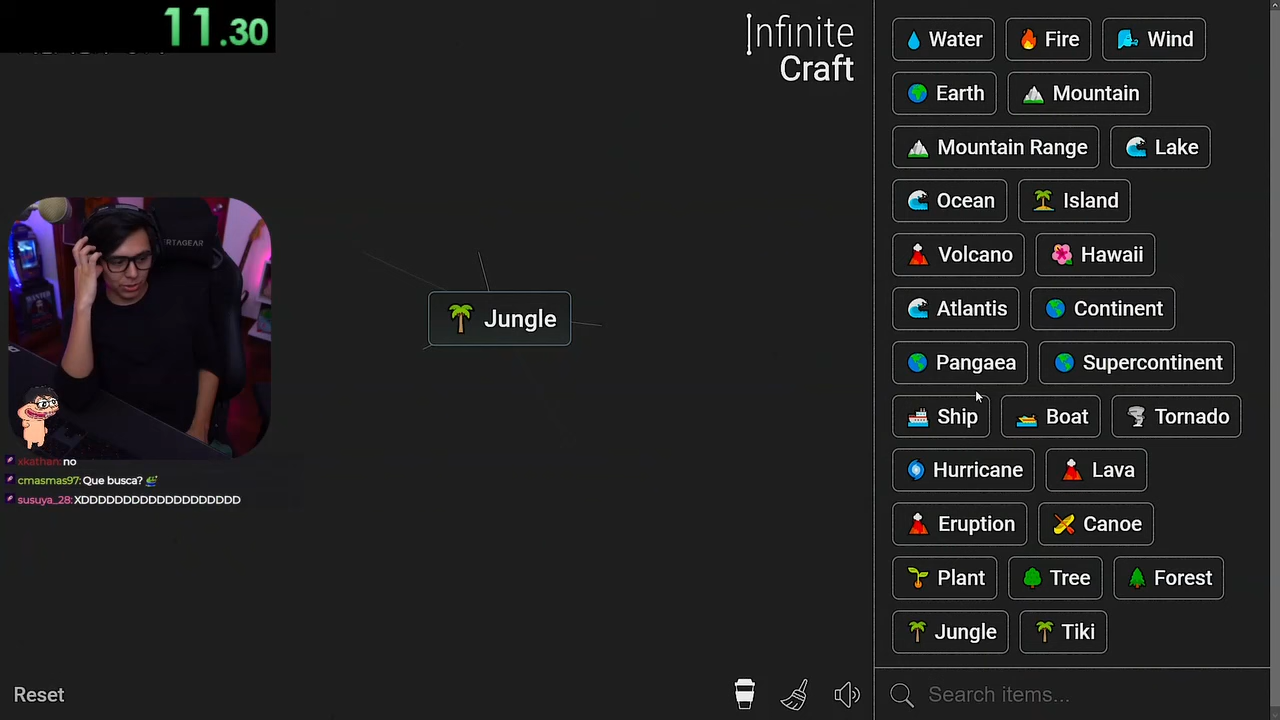 11.30
Infinite
Craft
Water
Fire
Wind
Earth
Mountain
Mountain Range
Lake
Ocean
Island
Volcano
Hawaii
Atlantis
Continent
Pangaea
Supercontinent
Ship
Boat
Tornado
Hurricane
Lava
Eruption
Canoe
Plant
Tree
Forest
Jungle
Tiki
Jungle
xkathan: no
cmasmas97: Que busca?
susuya_28: XDDDDDDDDDDDDDDDDDDD
Reset
Search items...